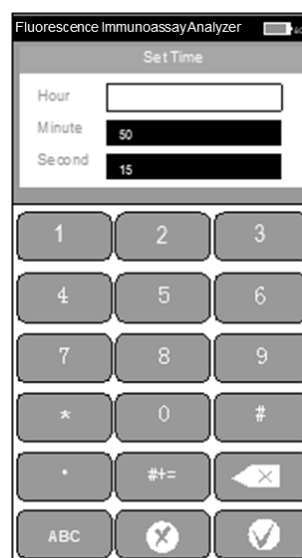 Fluorescence Immunoassay Analyzer
Set Time
Hour
Minute 50
Second 15
1 2 3
4 5 6
7 8 9
* 0 #
. #+=
ABC